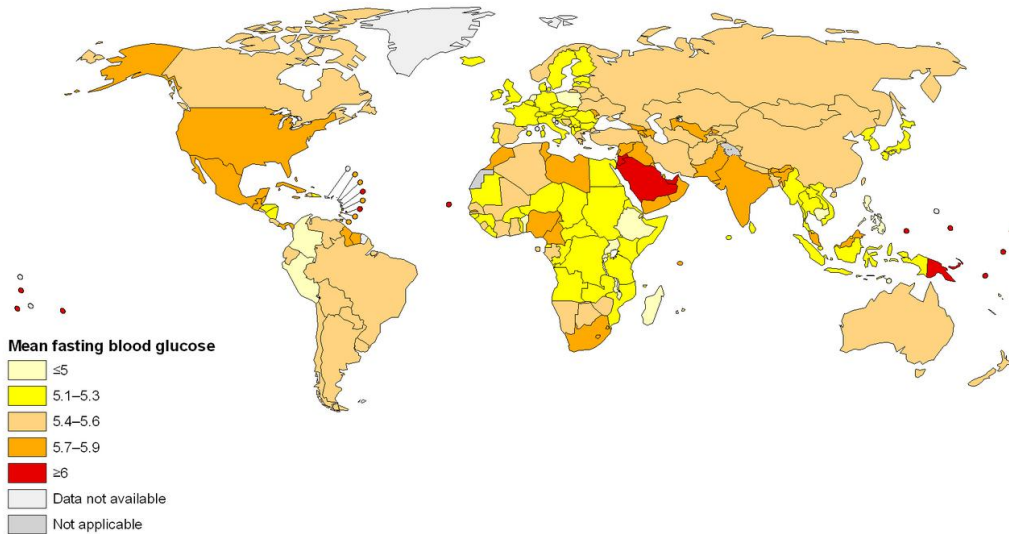 Mean fasting blood glucose
≤5
5.1–5.3
5.4–5.6
5.7–5.9
≥6
Data not available
Not applicable